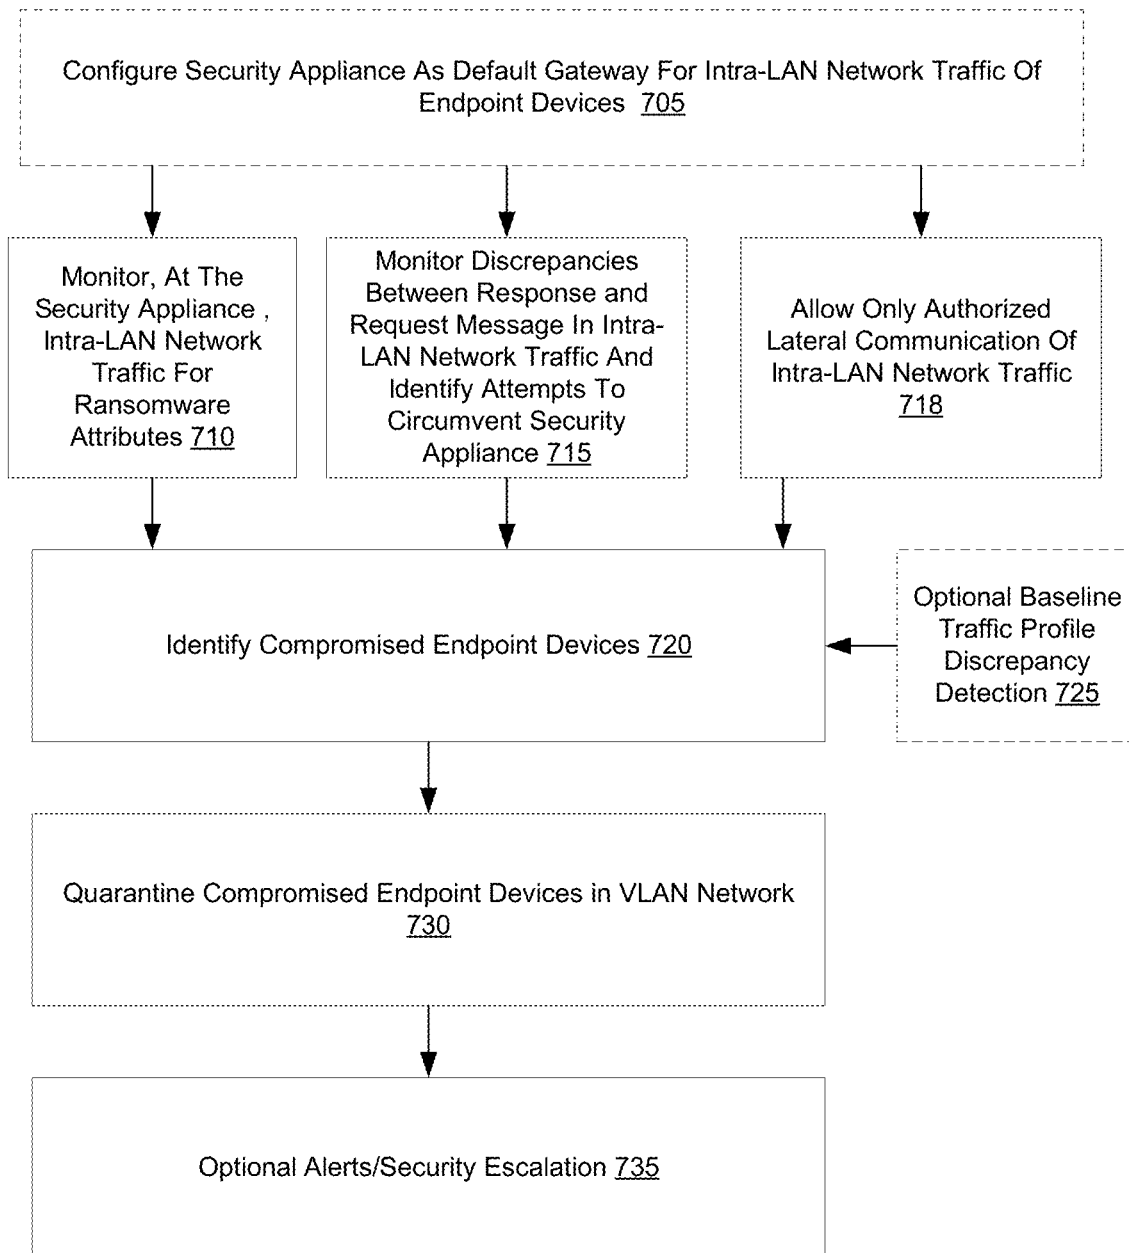 Configure Security Appliance As Default Gateway For Intra-LAN Network Traffic Of
Endpoint Devices 705
Monitor, At The
Security Appliance ,
Intra-LAN Network
Traffic For
Ransomware
Attributes 710
Monitor Discrepancies
Between Response and
Request Message In Intra-
LAN Network Traffic And
Identify Attempts To
Circumvent Security
Appliance 715
Allow Only Authorized
Lateral Communication Of
Intra-LAN Network Traffic
718
Identify Compromised Endpoint Devices 720
Optional Baseline
Traffic Profile
Discrepancy
Detection 725
Quarantine Compromised Endpoint Devices in VLAN Network
730
Optional Alerts/Security Escalation 735